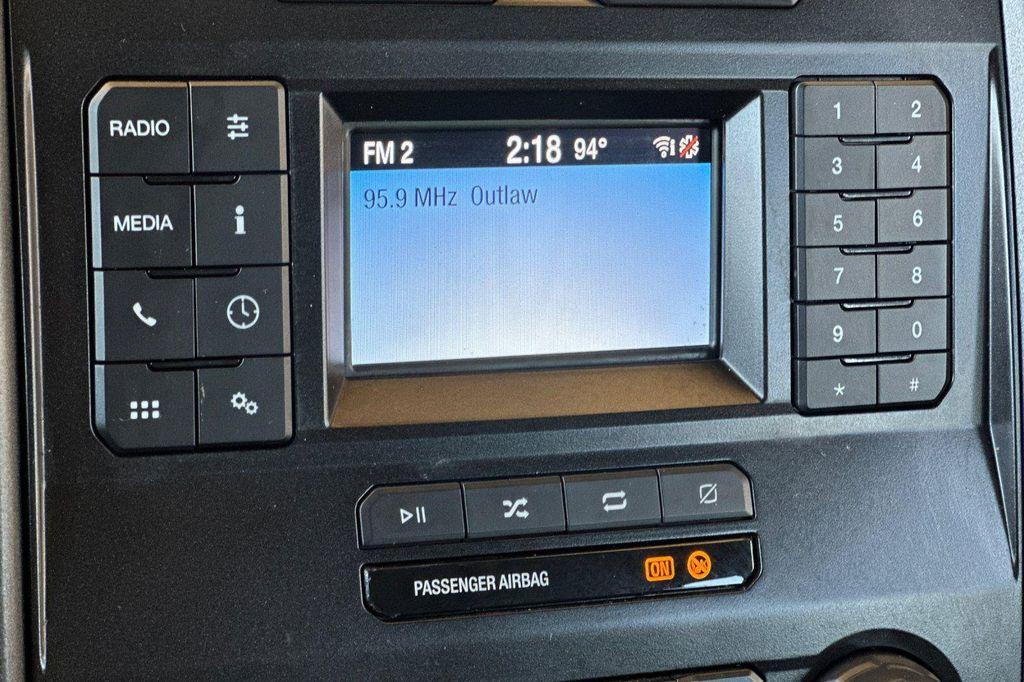 RADIO
MEDIA
FM 2 2:18 94°
95.9 MHz Outlaw
1 2
3 4
5 6
7 8
9 0
* #
PASSENGER AIRBAG ON